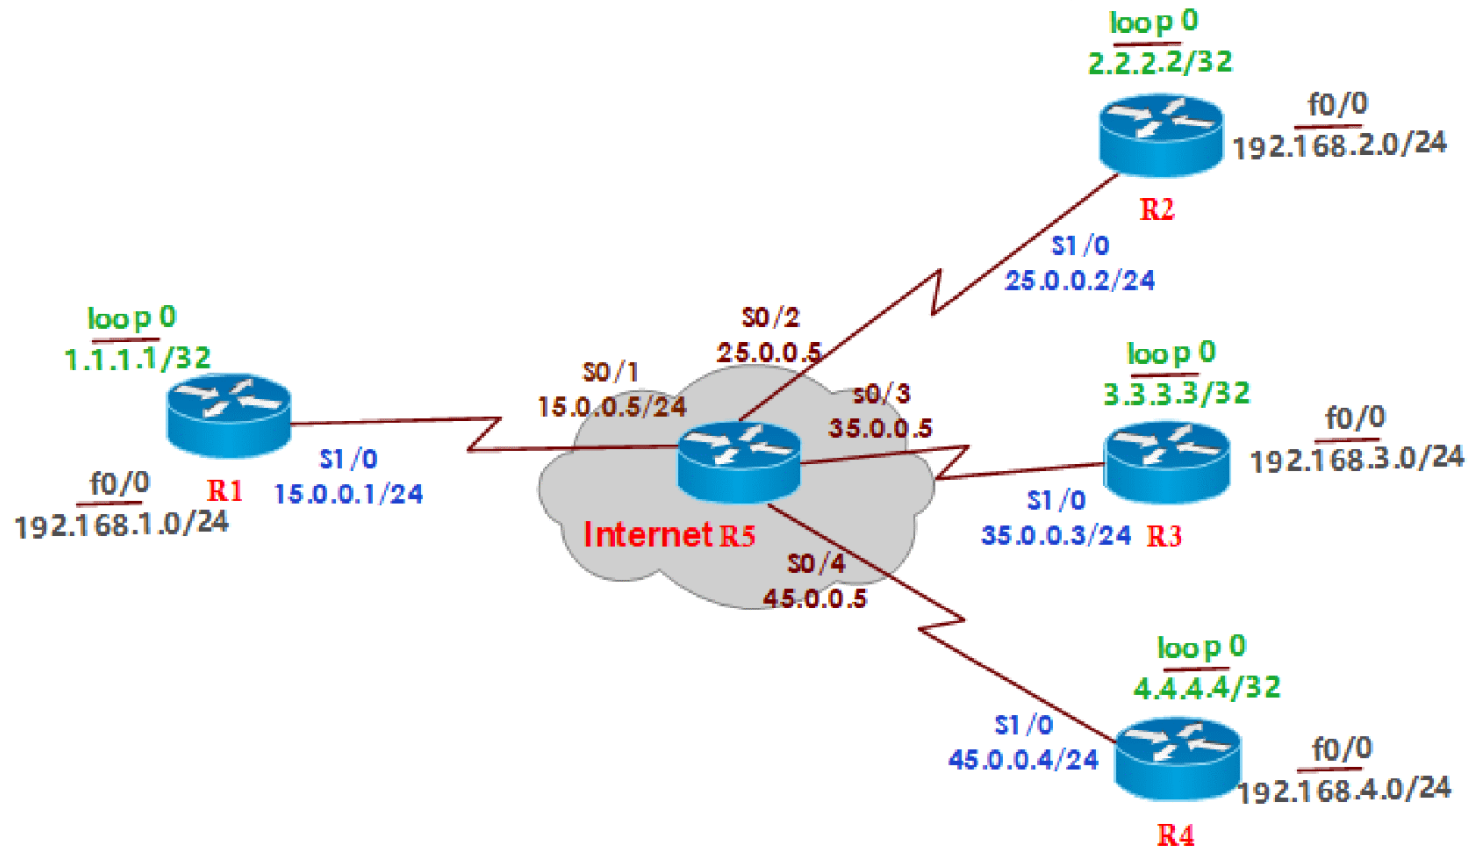 loop 0
2.2.2.2/32
f0/0
192.168.2.0/24
R2
S1/0
25.0.0.2/24
loop 0
1.1.1.1/32
f0/0
192.168.1.0/24
R1
S1/0
15.0.0.1/24
S0/1
15.0.0.5/24
S0/2
25.0.0.5
s0/3
35.0.0.5
Internet R5
S0/4
45.0.0.5
loop 0
3.3.3.3/32
f0/0
192.168.3.0/24
S1/0
35.0.0.3/24
R3
loop 0
4.4.4.4/32
f0/0
192.168.4.0/24
S1/0
45.0.0.4/24
R4